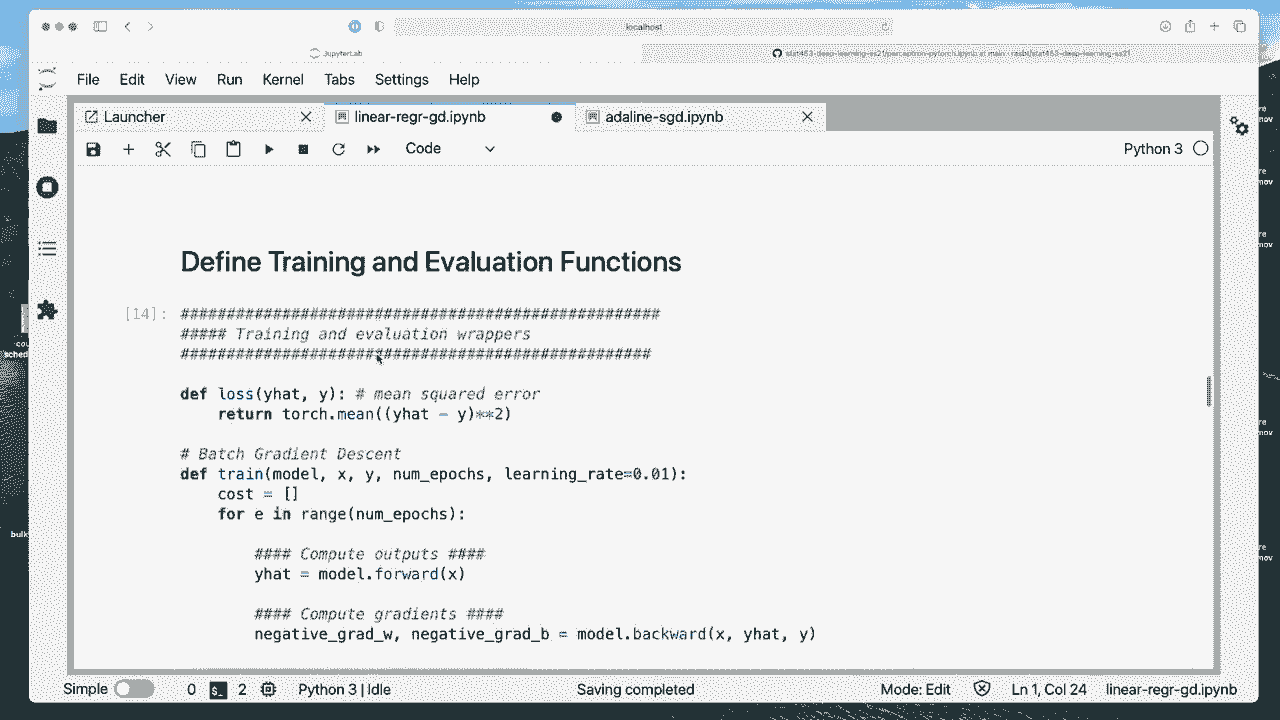 localhost
JupyterLab
File Edit View Run Kernel Tabs Settings Help
Launcher
linear-regr-gd.ipynb
adaline-sgd.ipynb
Code
Python 3
Define Training and Evaluation Functions
[14]:
##################################################
##### Training and evaluation wrappers
###################################################
def loss(yhat, y): # mean squared error
return torch.mean((yhat - y)**2)
# Batch Gradient Descent
def train(model, x, y, num_epochs, learning_rate=0.01):
cost = []
for e in range(num_epochs):
#### Compute outputs ####
yhat = model.forward(x)
#### Compute gradients ####
negative_grad_w, negative_grad_b = model.backward(x, yhat, y)
Simple 0 $_ 2 Python 3 | Idle Saving completed Mode: Edit Ln 1, Col 24 linear-regr-gd.ipynb